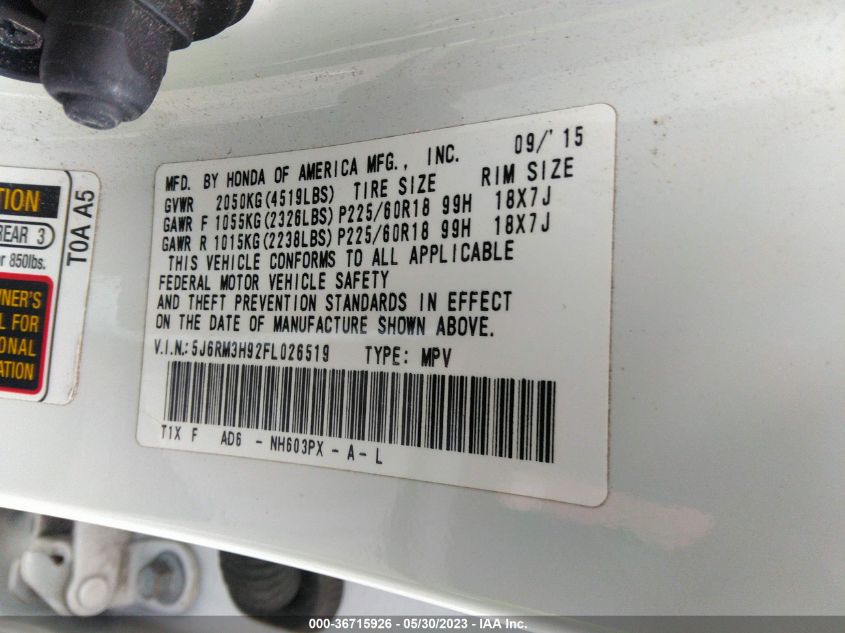 09/'15
MFD. BY HONDA OF AMERICA MFG., INC.
GVWR 2050KG(4519LBS) TIRE SIZE RIM SIZE
GAWR F 1055KG(2326LBS) P225/60R18 99H 18X7J
GAWR R 1015KG(2238LBS) P225/60R18 99H 18X7J
THIS VEHICLE CONFORMS TO ALL APPLICABLE
FEDERAL MOTOR VEHICLE SAFETY
AND THEFT PREVENTION STANDARDS IN EFFECT
ON THE DATE OF MANUFACTURE SHOWN ABOVE.
V.I.N.:5J6RM3H92FL026519 TYPE: MPV
T1X F AD6 - NH603PX - A - L
TION
REAR 3
850lbs.
NER'S
FOR
ONAL
ATION
T0A A5
000-36715926 - 05/30/2023 - IAA Inc.